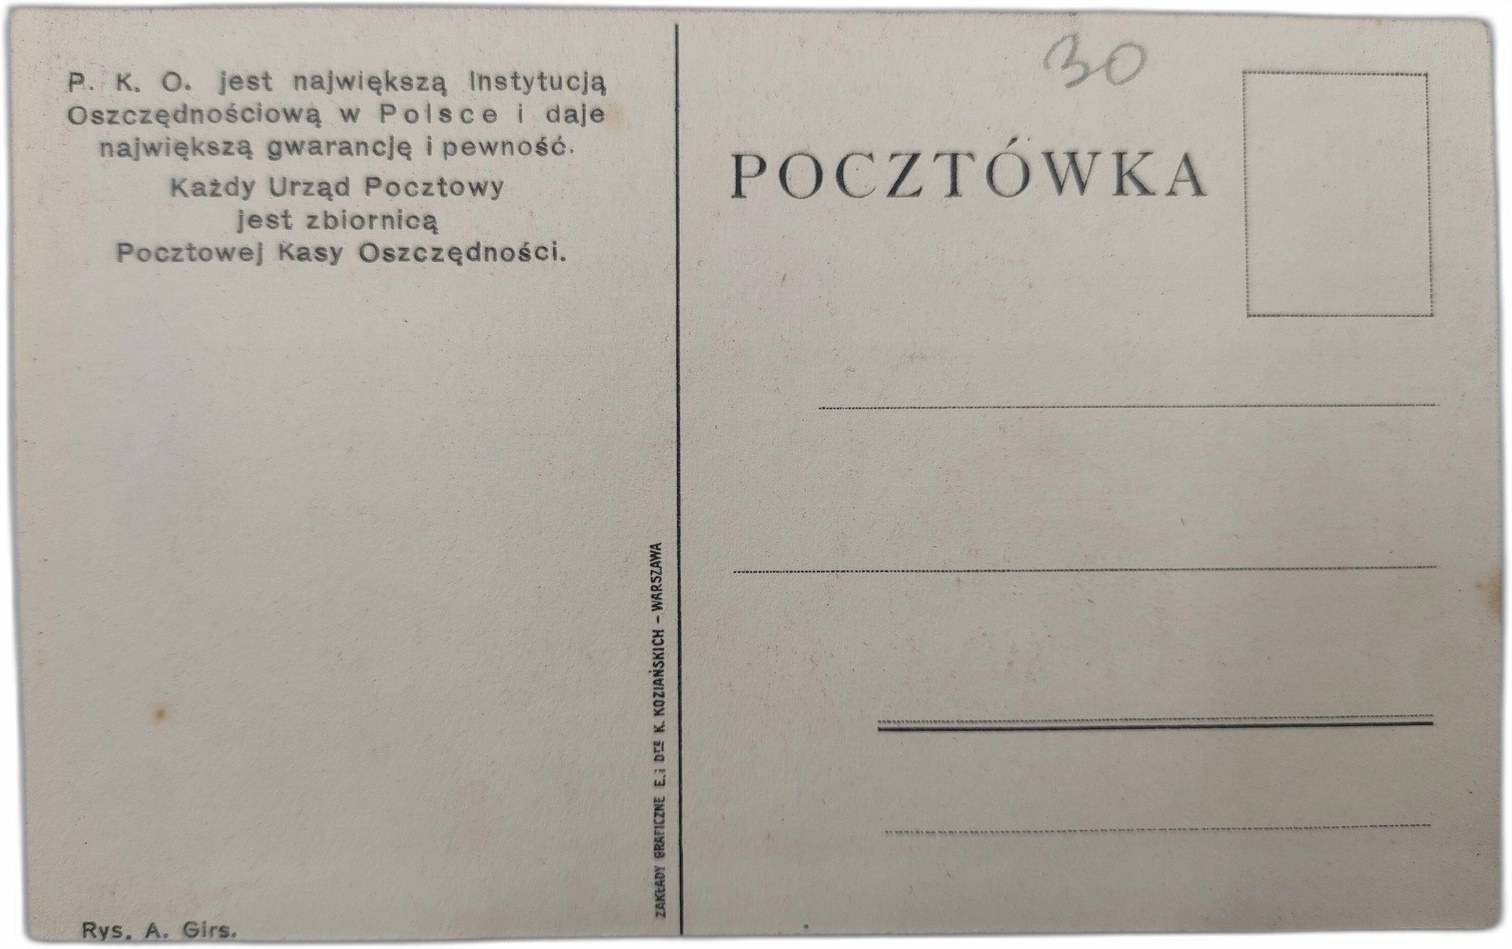 P. K. O. jest największą Instytucją
Oszczędnościową w Polsce i daje
największą gwarancję i pewność.
Każdy Urząd Pocztowy
jest zbiornicą
Pocztowej Kasy Oszczędności.
Rys. A. Girs.
ZAKŁADY GRAFICZNE E. i Dra K. KOZIAŃSKICH – WARSZAWA
30
POCZTÓWKA